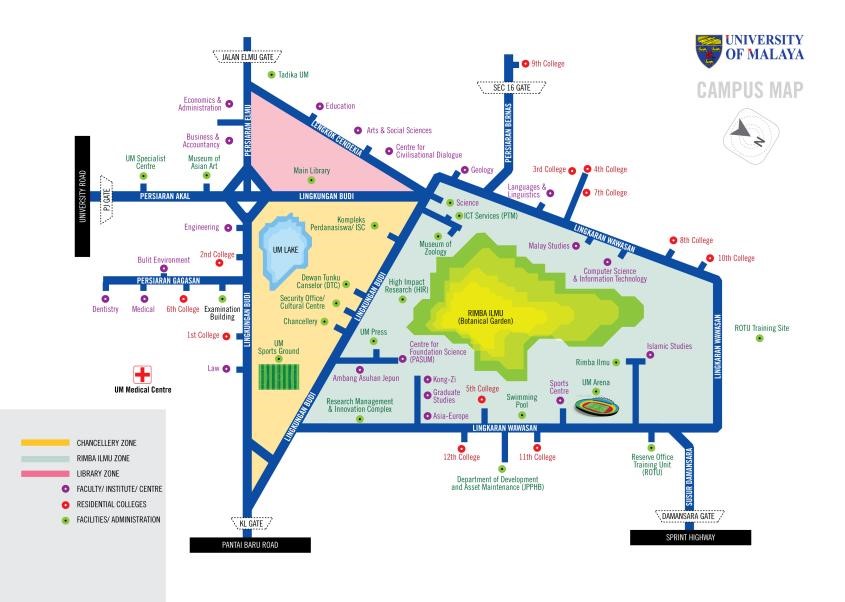 UNIVERSITY
OF MALAYA
CAMPUS MAP
N
JALAN ELMU GATE
Tadika UM
9th College
SEC 16 GATE
Economics &
Administration
Education
PERSIARAN ELMU
LENGKOK CENDERIA
Arts & Social Sciences
PERSIARAN BERNAS
Business &
Accountancy
Centre for
Civilisational Dialogue
UM Specialist
Centre
Museum of
Asian Art
Main Library
Geology
3rd College
4th College
7th College
UNIVERSITY ROAD
PJ GATE
PERSIARAN AKAL
LINGKUNGAN BUDI
Languages &
Linguistics
Science
ICT Services (PTM)
Engineering
Kompleks
Perdanasiswa/ ISC
LINGKARAN WAWASAN
UM LAKE
Museum of
Zoology
Malay Studies
8th College
2nd College
10th College
Bulit Environment
Computer Science
& Information Technology
PERSIARAN GAGASAN
Dewan Tunku
Canselor (DTC)
High Impact
Research (HIR)
LINGKUNGAN BUDI
Dentistry
Medical
6th College
Examination
Building
LINGKUNGAN BUDI
Security Office/
Cultural Centre
Chancellery
RIMBA ILMU
(Botanical Garden)
LINGKARAN WAWASAN
ROTU Training Site
1st College
UM Press
UM
Sports Ground
Centre for
Foundation Science
(PASUM)
Islamic Studies
Rimba Ilmu
Law
Ambang Asuhan Jepun
Kong-Zi
Graduate
Studies
Asia-Europe
5th College
Sports
Centre
UM Arena
UM Medical Centre
Research Management
& Innovation Complex
Swimming
Pool
LINGKUNGAN BUDI
LINGKARAN WAWASAN
12th College
11th College
Department of Development
and Asset Maintenance (JPPHB)
Reserve Office
Training Unit
(ROTU)
SUSUR DAMANSARA
CHANCELLERY ZONE
RIMBA ILMU ZONE
LIBRARY ZONE
FACULTY/ INSTITUTE/ CENTRE
RESIDENTIAL COLLEGES
FACILITIES/ ADMINISTRATION
KL GATE
PANTAI BARU ROAD
DAMANSARA GATE
SPRINT HIGHWAY